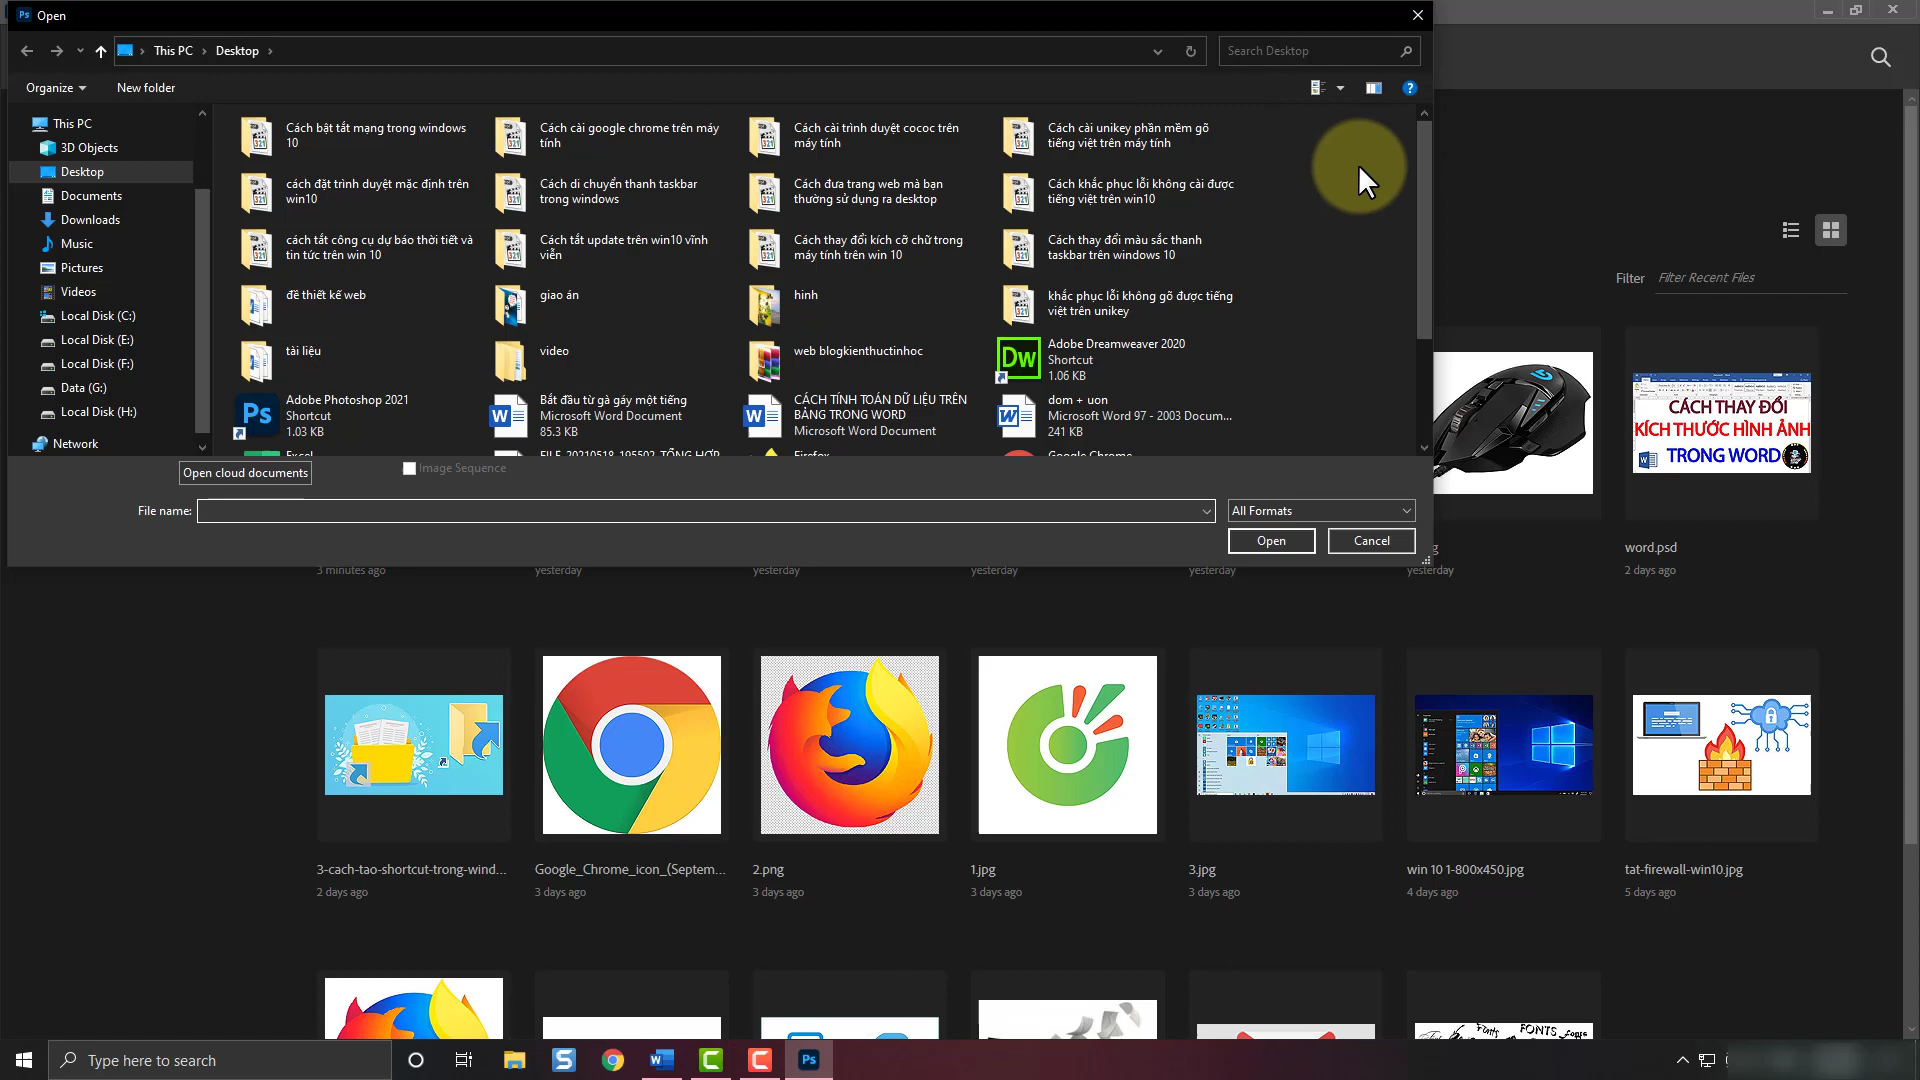 Ps Open
This PC
Desktop
Search Desktop
Organize
New folder
This PC
3D Objects
Desktop
Documents
Downloads
Music
Pictures
Videos
Local Disk (C:)
Local Disk (E:)
Local Disk (F:)
Data (G:)
Local Disk (H:)
Network
Cách bật tắt mạng trong windows
10
Cách cài google chrome trên máy
tính
Cách cài trình duyệt cococ trên
máy tính
Cách cài unikey phần mềm gõ
tiếng việt trên máy tính
cách đặt trình duyệt mặc định trên
win10
Cách di chuyển thanh taskbar
trong windows
Cách đưa trang web mà bạn
thường sử dụng ra desktop
Cách khắc phục lỗi không cài được
tiếng việt trên win10
cách tắt công cụ dự báo thời tiết và
tin tức trên win 10
Cách tắt update trên win10 vĩnh
viễn
Cách thay đổi kích cỡ chữ trong
máy tính trên win 10
Cách thay đổi màu sắc thanh
taskbar trên windows 10
đề thiết kế web
giao án
hinh
khắc phục lỗi không gõ được tiếng
việt trên unikey
tài liệu
video
web blogkienthuctinhoc
Dw
Adobe Dreamweaver 2020
Shortcut
1.06 KB
Ps
Adobe Photoshop 2021
Shortcut
1.03 KB
Bắt đầu từ gà gáy một tiếng
Microsoft Word Document
85.3 KB
CÁCH TÍNH TOÁN DỮ LIỆU TRÊN
BẢNG TRONG WORD
Microsoft Word Document
dom + uon
Microsoft Word 97 - 2003 Docum...
241 KB
Excel
FILE_20210518_195502_TỔNG HỢP
Firefox
Google Chrome
Open cloud documents
Image Sequence
File name:
All Formats
Open
Cancel
Filter
Filter Recent Files
CÁCH THAY ĐỔI
KÍCH THƯỚC HÌNH ẢNH
TRONG WORD
word.psd
3 minutes ago
yesterday
yesterday
yesterday
yesterday
yesterday
2 days ago
3-cach-tao-shortcut-trong-wind...
2 days ago
Google_Chrome_icon_(Septem...
3 days ago
2.png
3 days ago
1.jpg
3 days ago
3.jpg
3 days ago
win 10 1-800x450.jpg
4 days ago
tat-firewall-win10.jpg
5 days ago
Fonts
FONTS
fonts
Type here to search
Ps